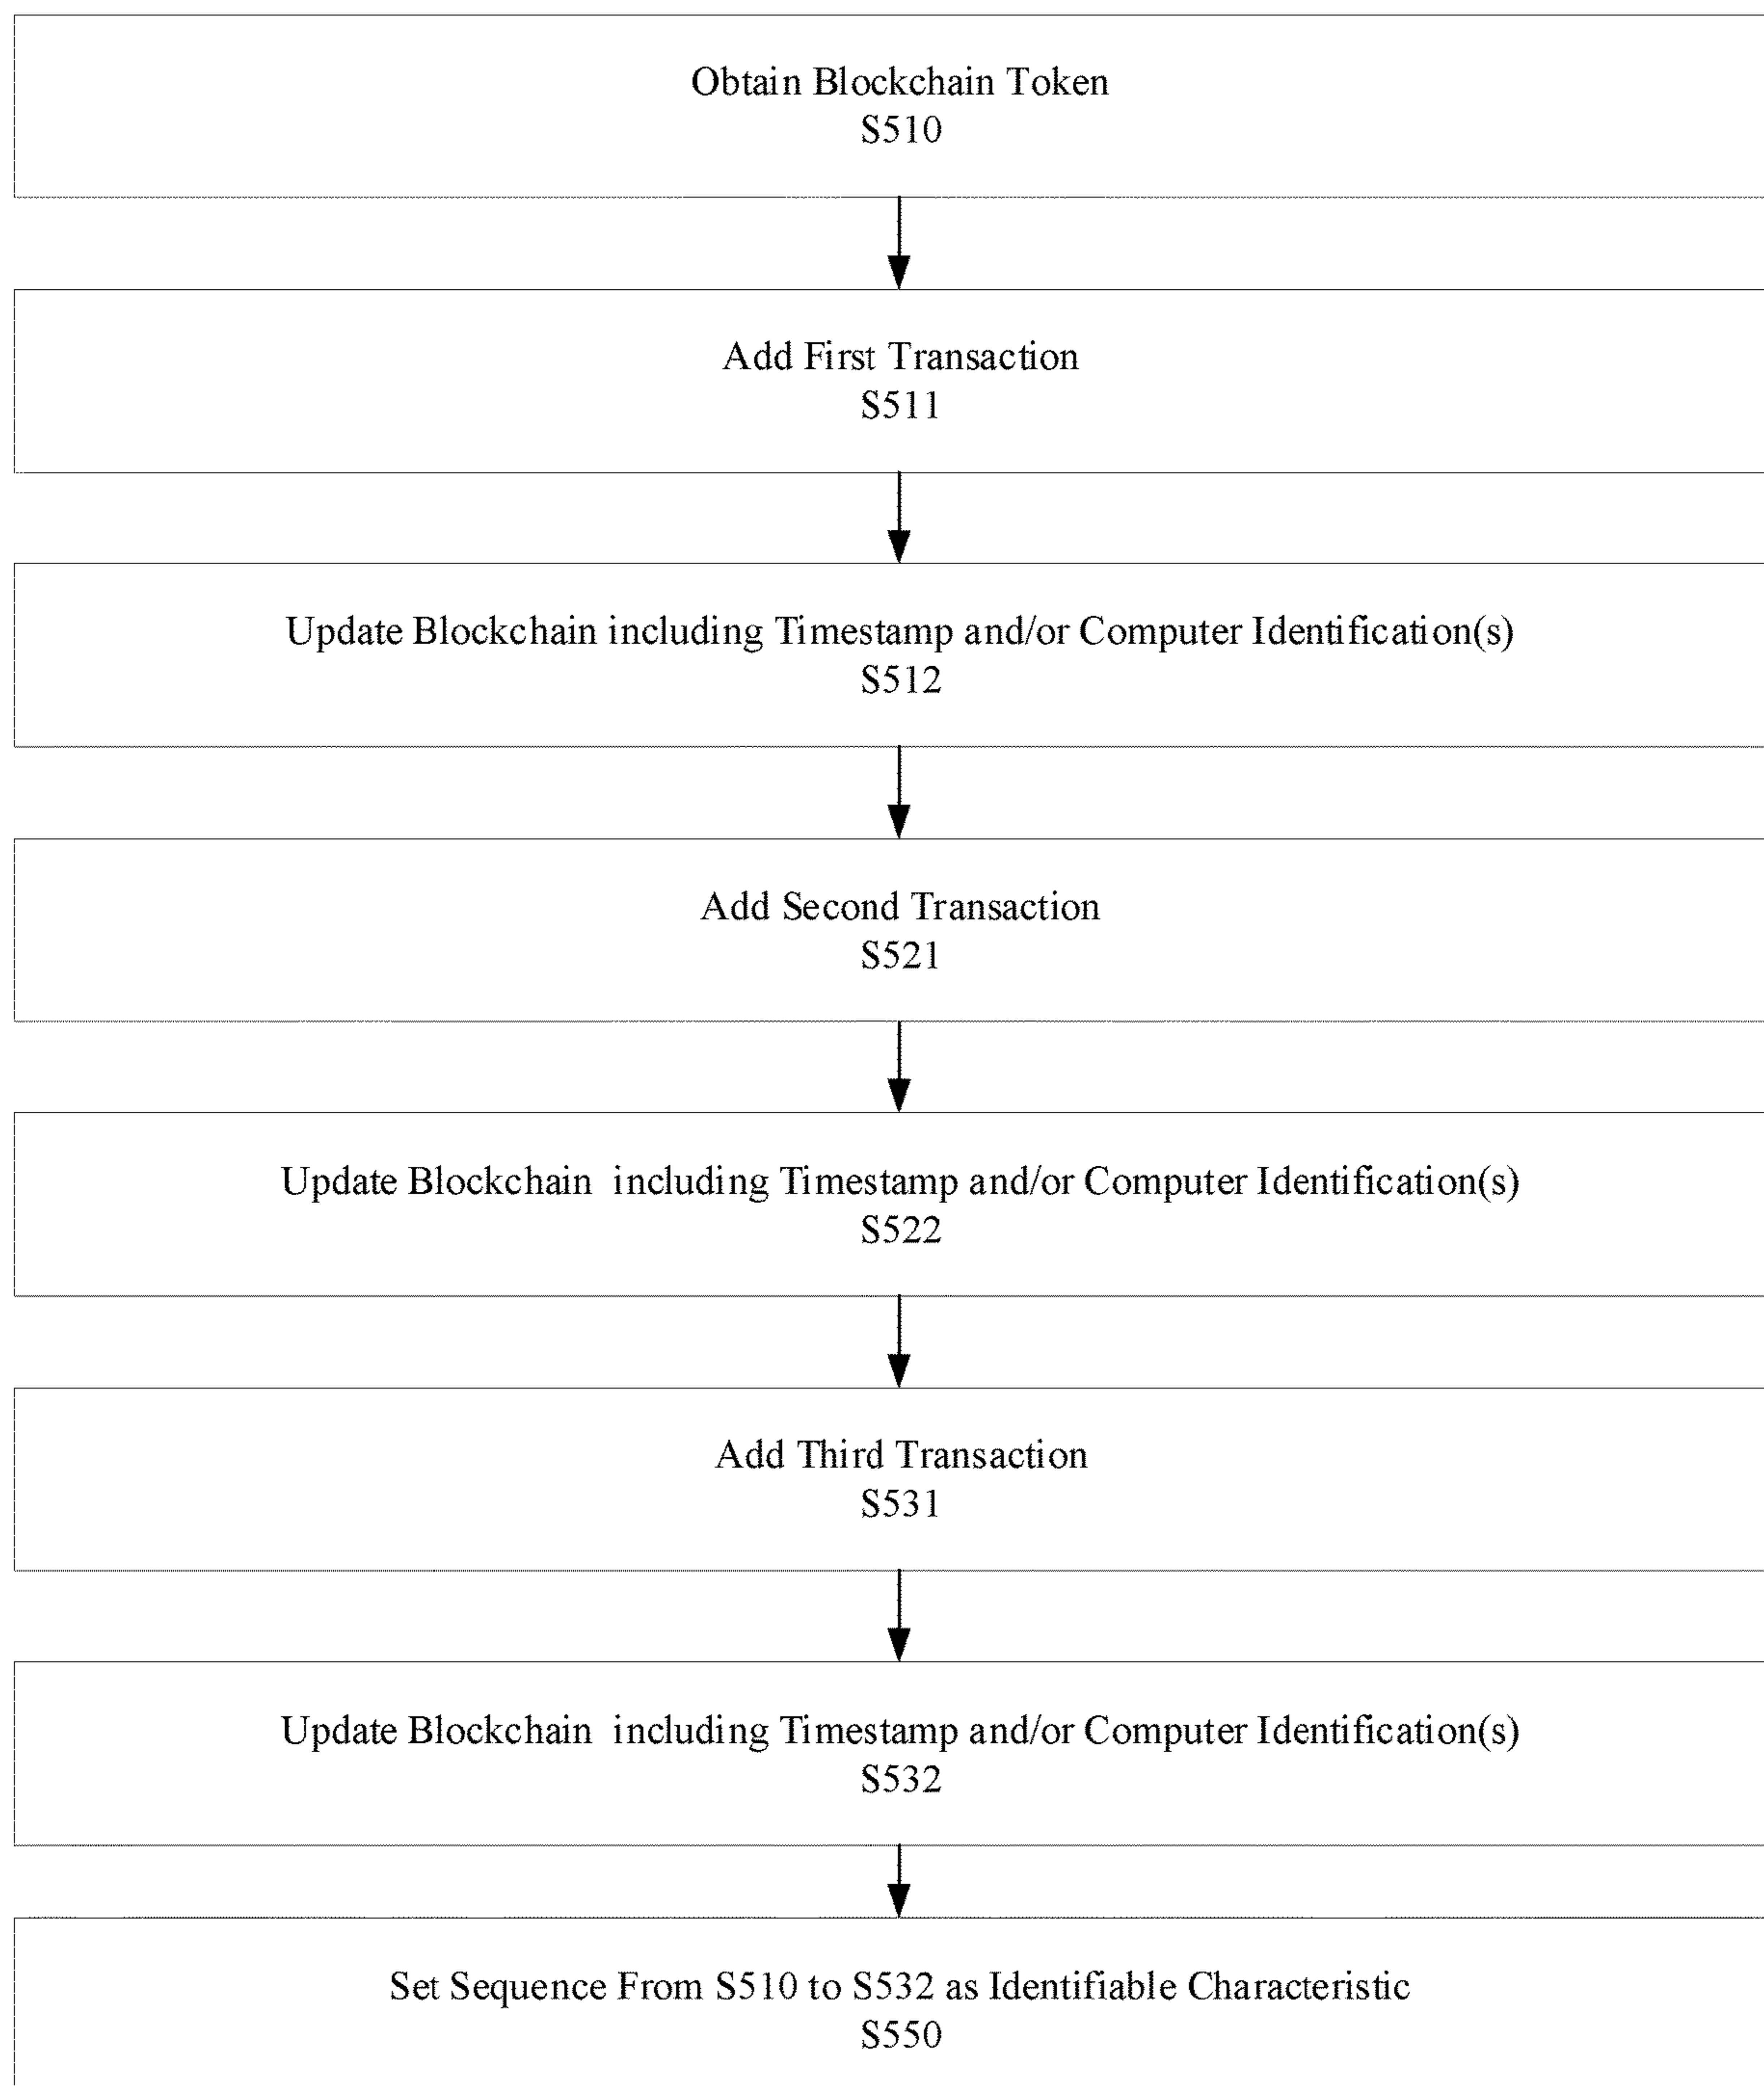 Obtain Blockchain Token
S510
Add First Transaction
S511
Update Blockchain including Timestamp and/or Computer Identification(s)
S512
Add Second Transaction
S521
Update Blockchain including Timestamp and/or Computer Identification(s)
S522
Add Third Transaction
S531
Update Blockchain including Timestamp and/or Computer Identification(s)
S532
Set Sequence From S510 to S532 as Identifiable Characteristic
S550